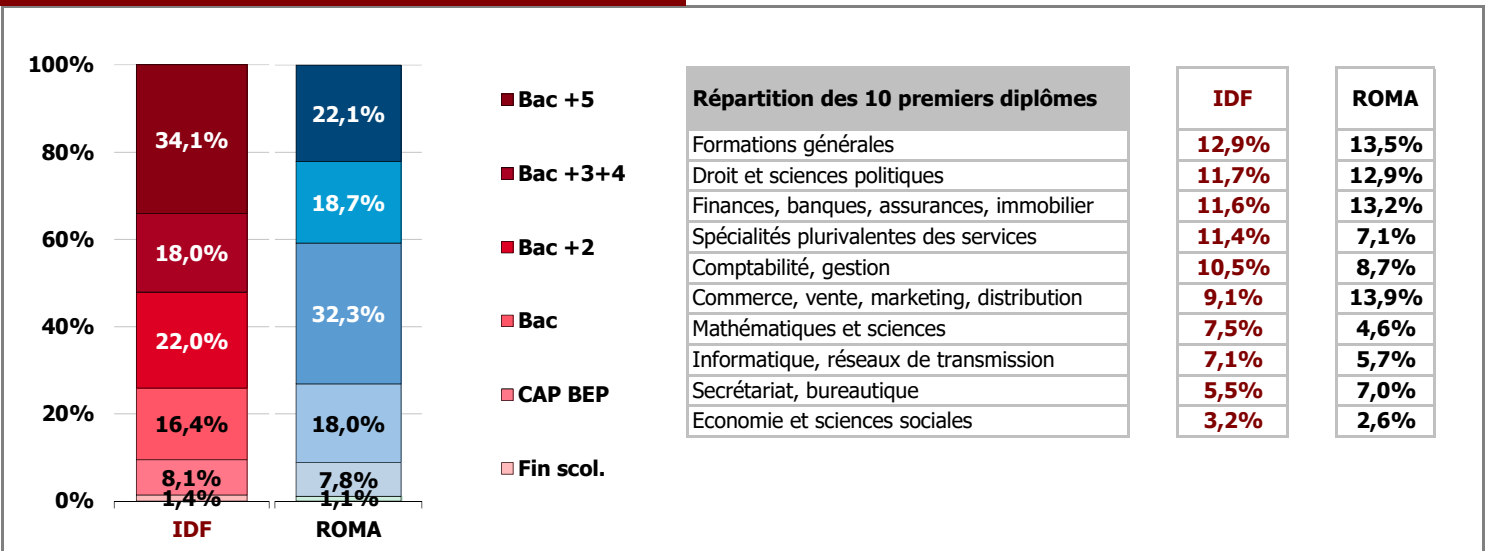 100%
80%
60%
40%
20%
0%
34,1%
18,0%
22,0%
16,4%
8,1%
1,4%
IDF
22,1%
18,7%
32,3%
18,0%
7,8%
1,1%
ROMA
Bac +5
Bac +3+4
Bac +2
Bac
CAP BEP
Fin scol.
Répartition des 10 premiers diplômes IDF ROMA
Formations générales 12,9% 13,5%
Droit et sciences politiques 11,7% 12,9%
Finances, banques, assurances, immobilier 11,6% 13,2%
Spécialités plurivalentes des services 11,4% 7,1%
Comptabilité, gestion 10,5% 8,7%
Commerce, vente, marketing, distribution 9,1% 13,9%
Mathématiques et sciences 7,5% 4,6%
Informatique, réseaux de transmission 7,1% 5,7%
Secrétariat, bureautique 5,5% 7,0%
Economie et sciences sociales 3,2% 2,6%